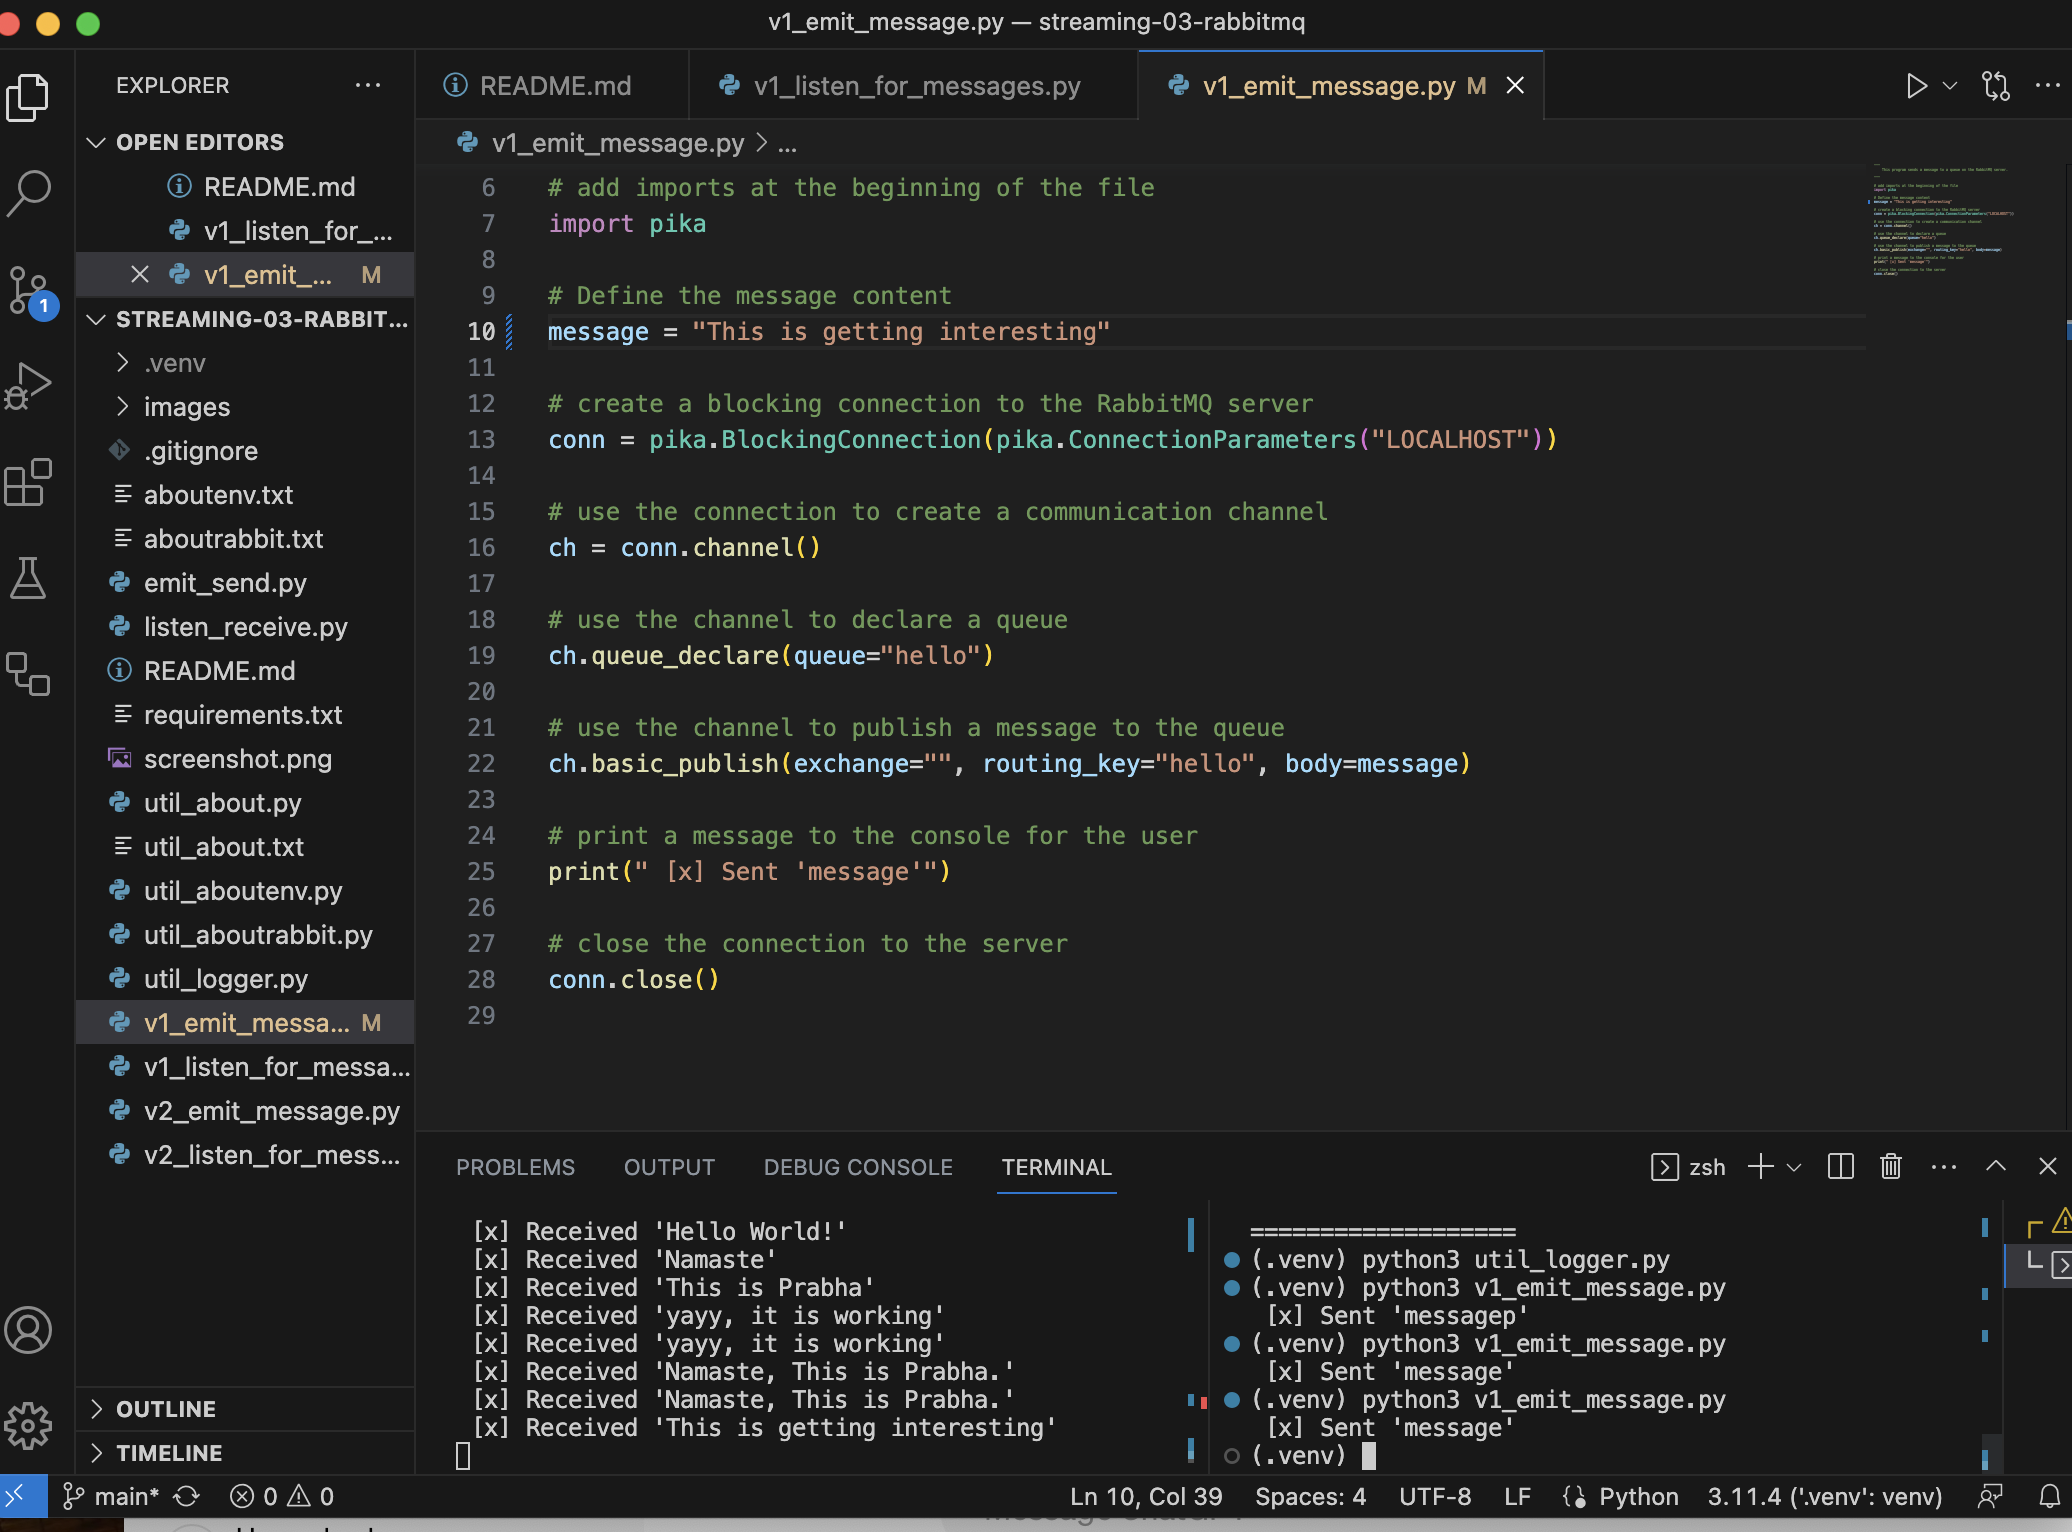 v1_emit_message.py — streaming-03-rabbitmq
EXPLORER
OPEN EDITORS
README.md
v1_listen_for_...
v1_emit_... M
STREAMING-03-RABBIT...
.venv
images
.gitignore
aboutenv.txt
aboutrabbit.txt
emit_send.py
listen_receive.py
README.md
requirements.txt
screenshot.png
util_about.py
util_about.txt
util_aboutenv.py
util_aboutrabbit.py
util_logger.py
v1_emit_messa... M
v1_listen_for_messa...
v2_emit_message.py
v2_listen_for_mess...
OUTLINE
TIMELINE
1
README.md
v1_listen_for_messages.py
v1_emit_message.py M
v1_emit_message.py > ...
6 # add imports at the beginning of the file
7 import pika
8
9 # Define the message content
10 message = "This is getting interesting"
11
12 # create a blocking connection to the RabbitMQ server
13 conn = pika.BlockingConnection(pika.ConnectionParameters("LOCALHOST"))
14
15 # use the connection to create a communication channel
16 ch = conn.channel()
17
18 # use the channel to declare a queue
19 ch.queue_declare(queue="hello")
20
21 # use the channel to publish a message to the queue
22 ch.basic_publish(exchange="", routing_key="hello", body=message)
23
24 # print a message to the console for the user
25 print(" [x] Sent 'message'")
26
27 # close the connection to the server
28 conn.close()
29
PROBLEMS OUTPUT DEBUG CONSOLE TERMINAL
zsh
[x] Received 'Hello World!'
[x] Received 'Namaste'
[x] Received 'This is Prabha'
[x] Received 'yayy, it is working'
[x] Received 'yayy, it is working'
[x] Received 'Namaste, This is Prabha.'
[x] Received 'Namaste, This is Prabha.'
[x] Received 'This is getting interesting'
===================
(.venv) python3 util_logger.py
(.venv) python3 v1_emit_message.py
[x] Sent 'messagep'
(.venv) python3 v1_emit_message.py
[x] Sent 'message'
(.venv) python3 v1_emit_message.py
[x] Sent 'message'
(.venv)
main* 0 0 Ln 10, Col 39 Spaces: 4 UTF-8 LF Python 3.11.4 ('.venv': venv)